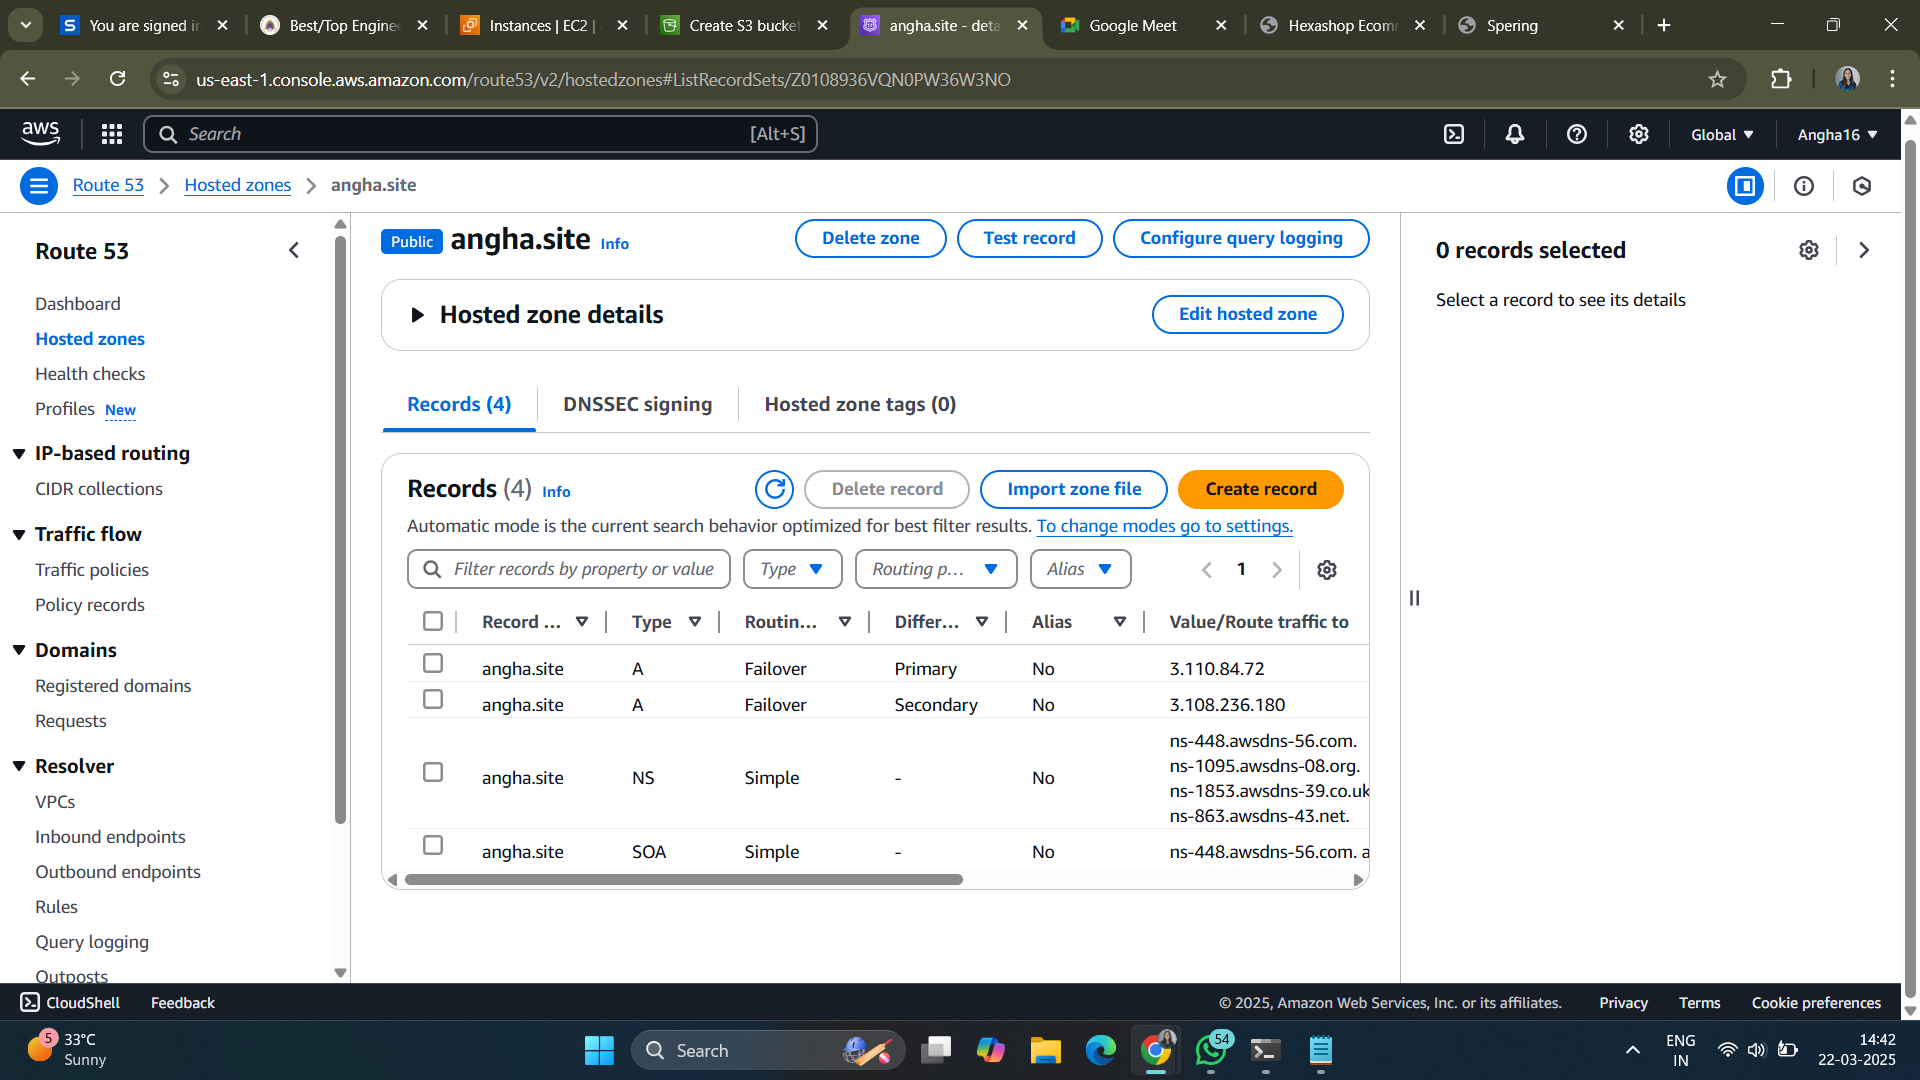 You are signed in
Best/Top Enginee
Instances | EC2 |
Create S3 bucket
angha.site - deta
Google Meet
Hexashop Ecom
Spering
us-east-1.console.aws.amazon.com/route53/v2/hostedzones#ListRecordSets/Z0108936VQN0PW36W3NO
aws
Search
[Alt+S]
Global
Angha16
Route 53
Hosted zones
angha.site
Route 53
Dashboard
Hosted zones
Health checks
Profiles New
IP-based routing
CIDR collections
Traffic flow
Traffic policies
Policy records
Domains
Registered domains
Requests
Resolver
VPCs
Inbound endpoints
Outbound endpoints
Rules
Query logging
Outposts
Public angha.site Info
Delete zone
Test record
Configure query logging
Hosted zone details
Edit hosted zone
Records (4)
DNSSEC signing
Hosted zone tags (0)
Records (4) Info
Delete record
Import zone file
Create record
Automatic mode is the current search behavior optimized for best filter results. To change modes go to settings.
Filter records by property or value
Type
Routing p...
Alias
1
Record ... Type Routin... Differ... Alias Value/Route traffic to
angha.site A Failover Primary No 3.110.84.72
angha.site A Failover Secondary No 3.108.236.180
angha.site NS Simple - No ns-448.awsdns-56.com.
ns-1095.awsdns-08.org.
ns-1853.awsdns-39.co.uk
ns-863.awsdns-43.net.
angha.site SOA Simple - No ns-448.awsdns-56.com. a
0 records selected
Select a record to see its details
CloudShell
Feedback
© 2025, Amazon Web Services, Inc. or its affiliates.
Privacy
Terms
Cookie preferences
5
33°C
Sunny
Search
54
ENG
IN
14:42
22-03-2025